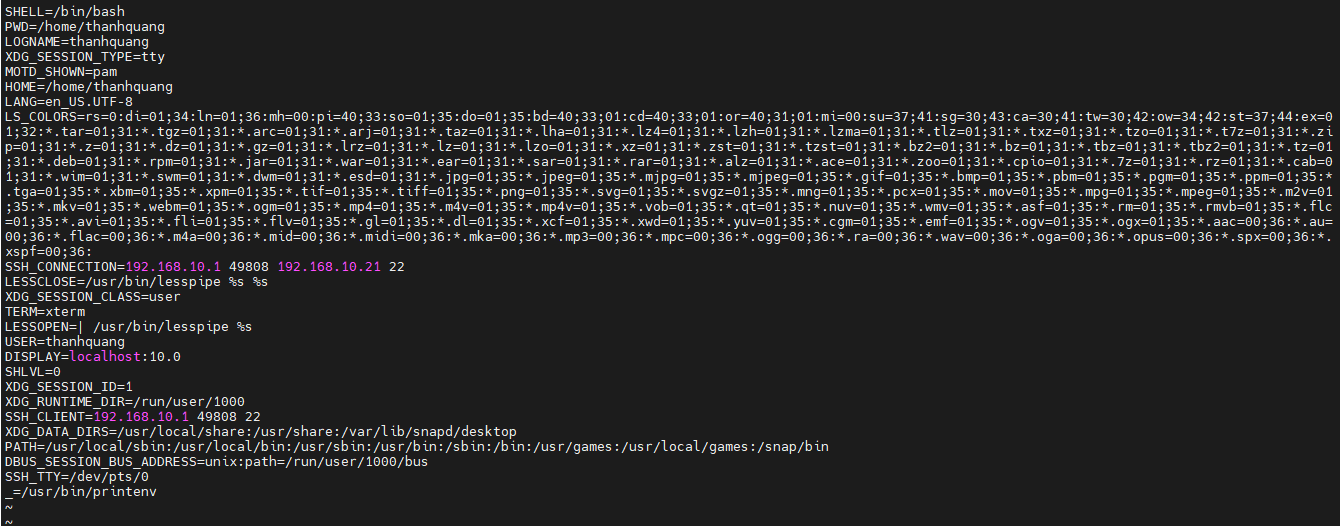 SHELL=/bin/bash
PWD=/home/thanhquang
LOGNAME=thanhquang
XDG_SESSION_TYPE=tty
MOTD_SHOWN=pam
HOME=/home/thanhquang
LANG=en_US.UTF-8
LS_COLORS=rs=0:di=01;34:ln=01;36:mh=00:pi=40;33:so=01;35:do=01;35:bd=40;33;01:cd=40;33;01:or=40;31;01:mi=00:su=37;41:sg=30;43:ca=30;41:tw=30;42:ow=34;42:st=37;44:ex=0
1;32:*.tar=01;31:*.tgz=01;31:*.arc=01;31:*.arj=01;31:*.taz=01;31:*.lha=01;31:*.lz4=01;31:*.lzh=01;31:*.lzma=01;31:*.tlz=01;31:*.txz=01;31:*.tzo=01;31:*.t7z=01;31:*.zi
p=01;31:*.z=01;31:*.dz=01;31:*.gz=01;31:*.lrz=01;31:*.lz=01;31:*.lzo=01;31:*.xz=01;31:*.zst=01;31:*.tzst=01;31:*.bz2=01;31:*.bz=01;31:*.tbz=01;31:*.tbz2=01;31:*.tz=01
;31:*.deb=01;31:*.rpm=01;31:*.jar=01;31:*.war=01;31:*.ear=01;31:*.sar=01;31:*.rar=01;31:*.alz=01;31:*.ace=01;31:*.zoo=01;31:*.cpio=01;31:*.7z=01;31:*.rz=01;31:*.cab=0
1;31:*.wim=01;31:*.swm=01;31:*.dwm=01;31:*.esd=01;31:*.jpg=01;35:*.jpeg=01;35:*.mjpg=01;35:*.mjpeg=01;35:*.gif=01;35:*.bmp=01;35:*.pbm=01;35:*.pgm=01;35:*.ppm=01;35:*
.tga=01;35:*.xbm=01;35:*.xpm=01;35:*.tif=01;35:*.tiff=01;35:*.png=01;35:*.svg=01;35:*.svgz=01;35:*.mng=01;35:*.pcx=01;35:*.mov=01;35:*.mpg=01;35:*.mpeg=01;35:*.m2v=01
;35:*.mkv=01;35:*.webm=01;35:*.ogm=01;35:*.mp4=01;35:*.m4v=01;35:*.mp4v=01;35:*.vob=01;35:*.qt=01;35:*.nuv=01;35:*.wmv=01;35:*.asf=01;35:*.rm=01;35:*.rmvb=01;35:*.flc
=01;35:*.avi=01;35:*.fli=01;35:*.flv=01;35:*.gl=01;35:*.dl=01;35:*.xcf=01;35:*.xwd=01;35:*.yuv=01;35:*.cgm=01;35:*.emf=01;35:*.ogv=01;35:*.ogx=01;35:*.aac=00;36:*.au=
00;36:*.flac=00;36:*.m4a=00;36:*.mid=00;36:*.midi=00;36:*.mka=00;36:*.mp3=00;36:*.mpc=00;36:*.ogg=00;36:*.ra=00;36:*.wav=00;36:*.oga=00;36:*.opus=00;36:*.spx=00;36:*.
xspf=00;36:
SSH_CONNECTION=192.168.10.1 49808 192.168.10.21 22
LESSCLOSE=/usr/bin/lesspipe %s %s
XDG_SESSION_CLASS=user
TERM=xterm
LESSOPEN=| /usr/bin/lesspipe %s
USER=thanhquang
DISPLAY=localhost:10.0
SHLVL=0
XDG_SESSION_ID=1
XDG_RUNTIME_DIR=/run/user/1000
SSH_CLIENT=192.168.10.1 49808 22
XDG_DATA_DIRS=/usr/local/share:/usr/share:/var/lib/snapd/desktop
PATH=/usr/local/sbin:/usr/local/bin:/usr/sbin:/usr/bin:/sbin:/bin:/usr/games:/usr/local/games:/snap/bin
DBUS_SESSION_BUS_ADDRESS=unix:path=/run/user/1000/bus
SSH_TTY=/dev/pts/0
_=/usr/bin/printenv
~
~